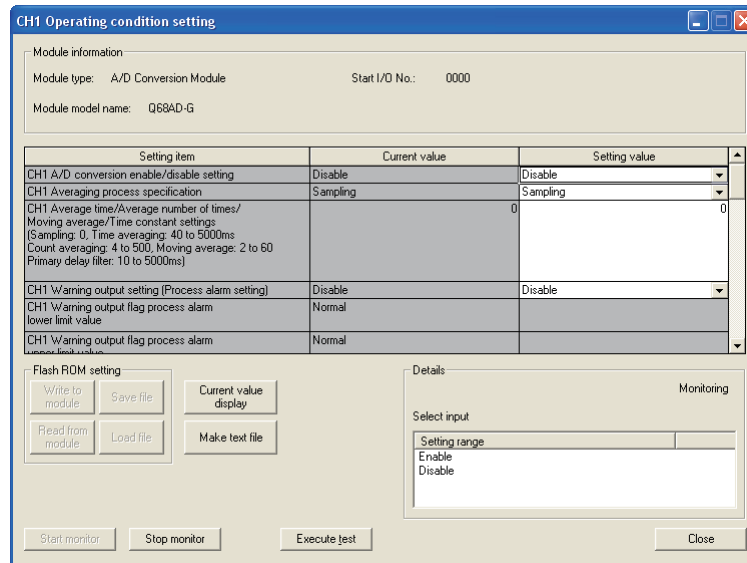 CH1 Operating condition setting
Module information
Module type: A/D Conversion Module Start I/O No.: 0000
Module model name: Q68AD-G
Setting item Current value Setting value
CH1 A/D conversion enable/disable setting Disable Disable
CH1 Averaging process specification Sampling Sampling
CH1 Average time/Average number of times/ 0 0
Moving average/Time constant settings
(Sampling: 0, Time averaging: 40 to 5000ms
Count averaging: 4 to 500, Moving average: 2 to 60
Primary delay filter: 10 to 5000ms)
CH1 Warning output setting (Process alarm setting) Disable Disable
CH1 Warning output flag process alarm Normal
lower limit value
CH1 Warning output flag process alarm Normal
upper limit value
Flash ROM setting
Write to
module
Save file
Current value
display
Read from
module
Load file
Make text file
Details
Monitoring
Select input
Setting range
Enable
Disable
Start monitor Stop monitor Execute test Close